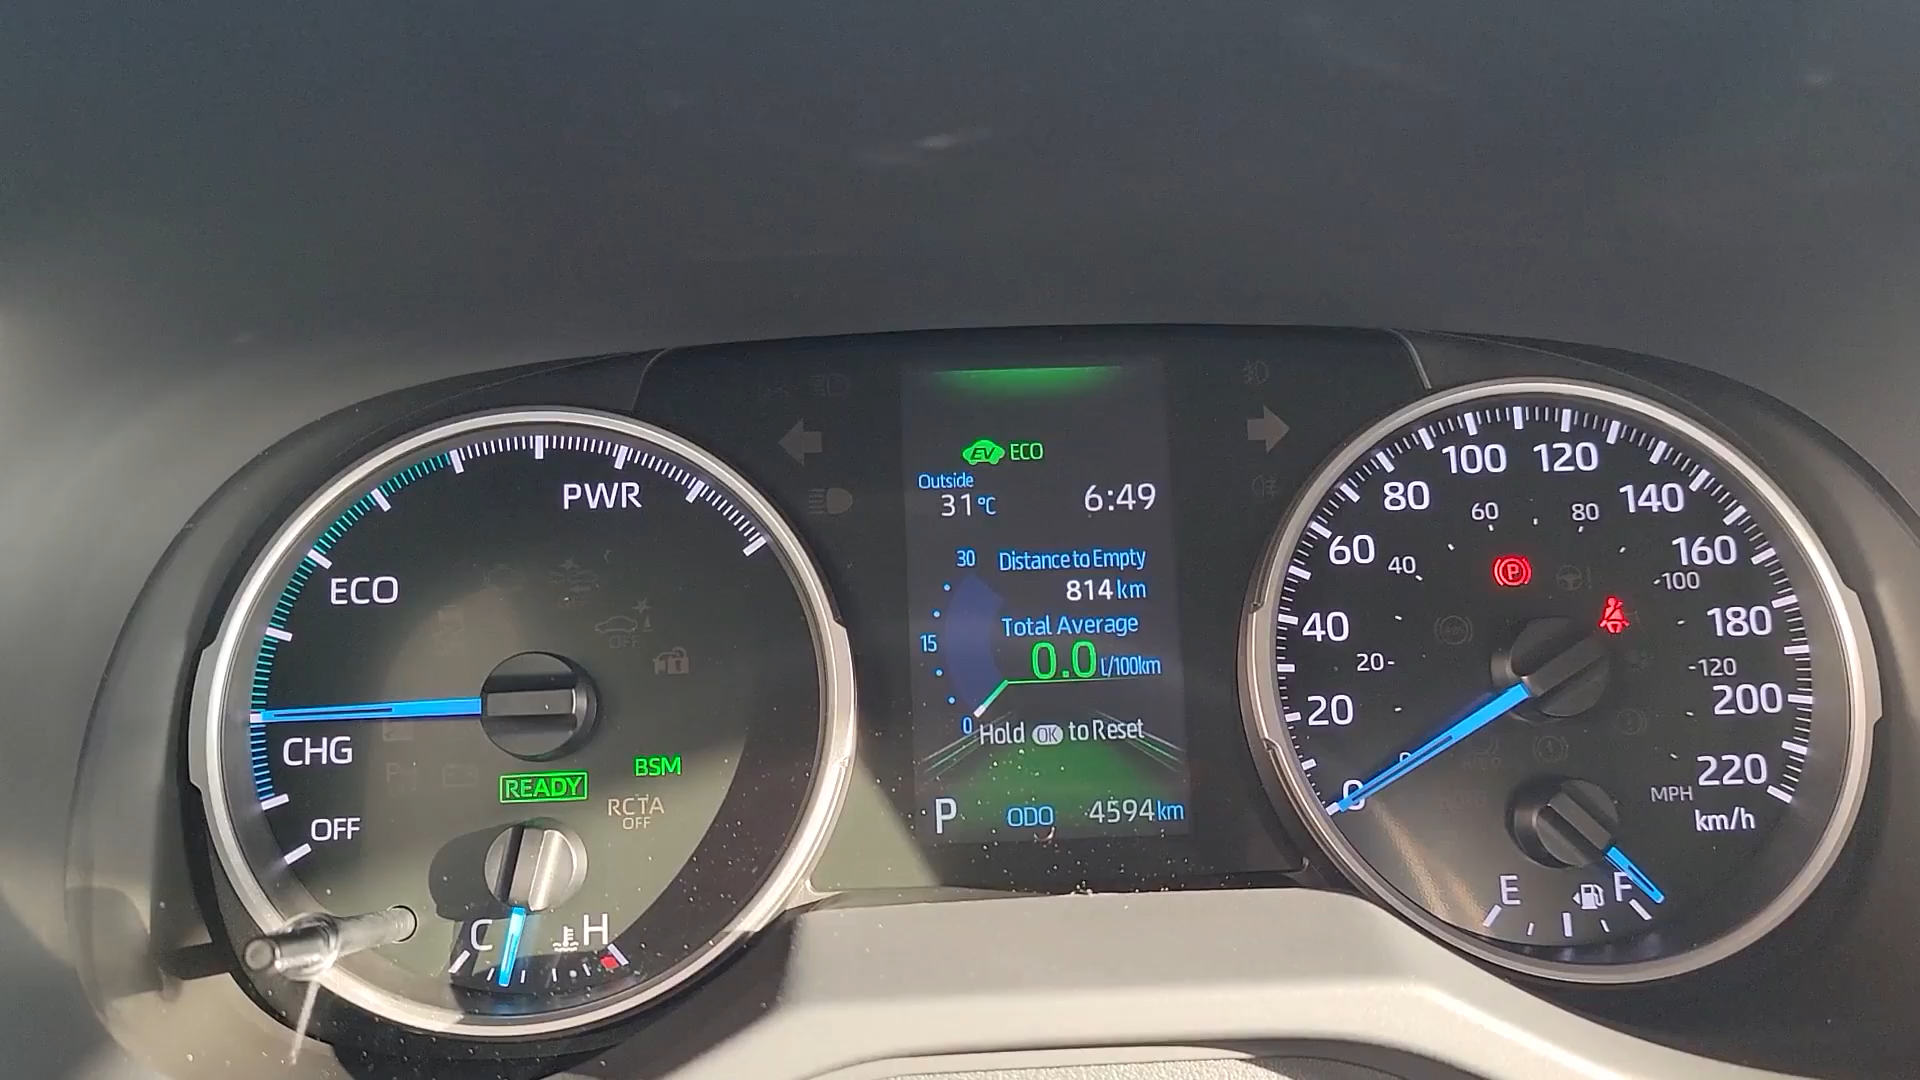 PWR
ECO
CHG
OFF
READY
BSM
RCTA
OFF
C
H
EV ECO
Outside
31°C
6:49
30
15
0
Distance to Empty
814 km
Total Average
0.0 L/100km
Hold OK to Reset
P
ODO 4594 km
0
20
40
60
80
100
120
140
160
180
200
220
20
40
60
80
100
120
MPH
km/h
P
E
F